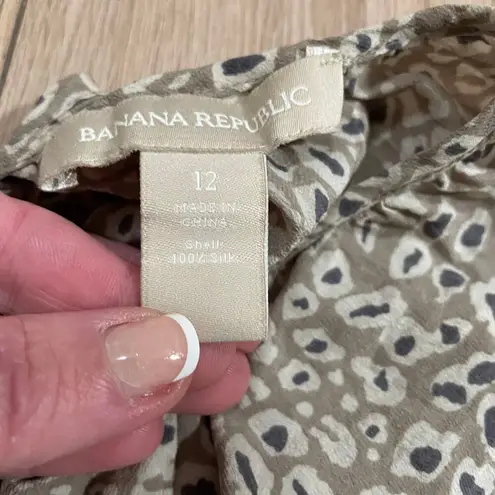 BANANA REPUBLIC
12
MADE IN
CHINA
Shell:
100% Silk